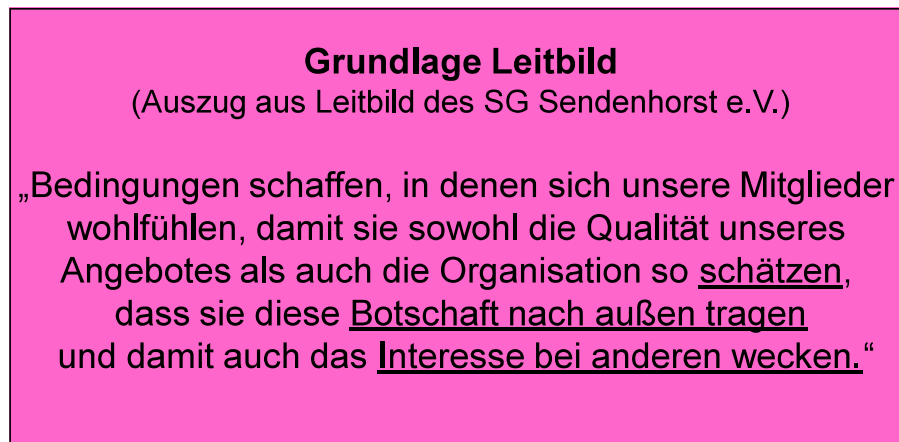 Grundlage Leitbild
(Auszug aus Leitbild des SG Sendenhorst e.V.)
„Bedingungen schaffen, in denen sich unsere Mitglieder
wohlfühlen, damit sie sowohl die Qualität unseres
Angebotes als auch die Organisation so schätzen,
dass sie diese Botschaft nach außen tragen
und damit auch das Interesse bei anderen wecken.“